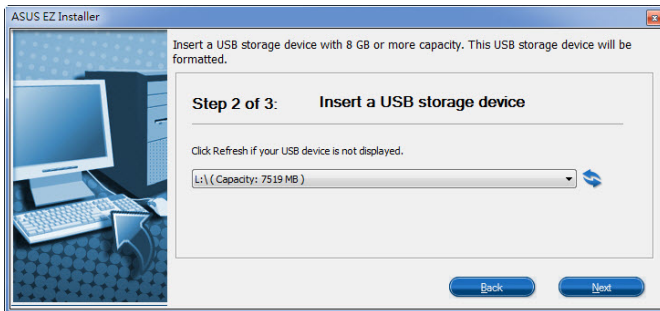 ASUS EZ Installer
Insert a USB storage device with 8 GB or more capacity. This USB storage device will be
formatted.
Step 2 of 3: Insert a USB storage device
Click Refresh if your USB device is not displayed.
L:\ ( Capacity: 7519 MB )
Back Next